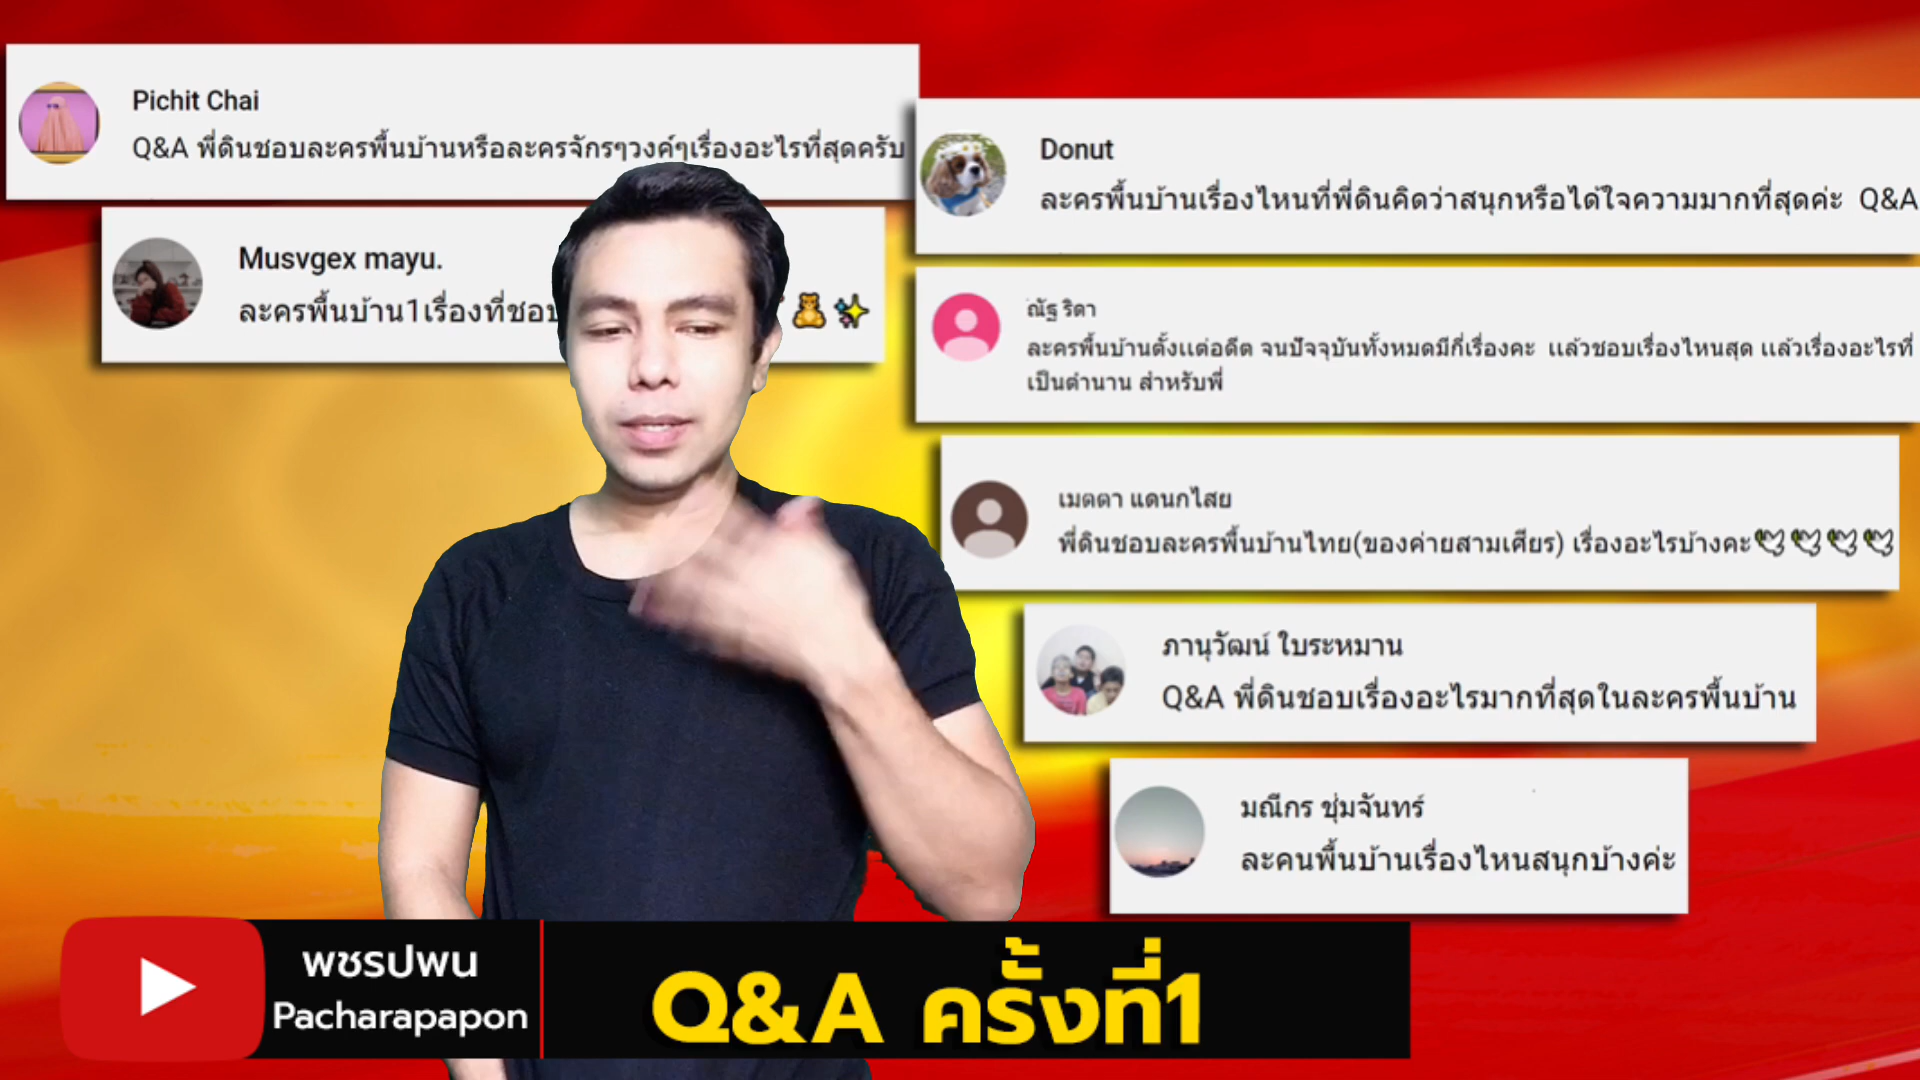 Pichit Chai
Q&A พี่ดินชอบละครพื้นบ้านหรือละครจักรๆวงค์ๆเรื่องอะไรที่สุดครับ
Musvgex mayu.
ละครพื้นบ้าน1เรื่องที่ชอบ
Donut
ละครพื้นบ้านเรื่องไหนที่พี่ดินคิดว่าสนุกหรือได้ใจความมากที่สุดค่ะ Q&A
ณัฐ ริดา
ละครพื้นบ้านตั้งแต่อดีต จนปัจจุบันทั้งหมดมีกี่เรื่องคะ แล้วชอบเรื่องไหนสุด แล้วเรื่องอะไรที่
เป็นตำนาน สำหรับพี่
เมตตา แดนกไสย
พี่ดินชอบละครพื้นบ้านไทย(ของค่ายสามเศียร) เรื่องอะไรบ้างคะ🕊🕊🕊🕊
ภานุวัฒน์ ใบระหมาน
Q&A พี่ดินชอบเรื่องอะไรมากที่สุดในละครพื้นบ้าน
มณีกร ชุ่มจันทร์
ละคนพื้นบ้านเรื่องไหนสนุกบ้างค่ะ
พชรปพน
Pacharapapon
Q&A ครั้งที่1